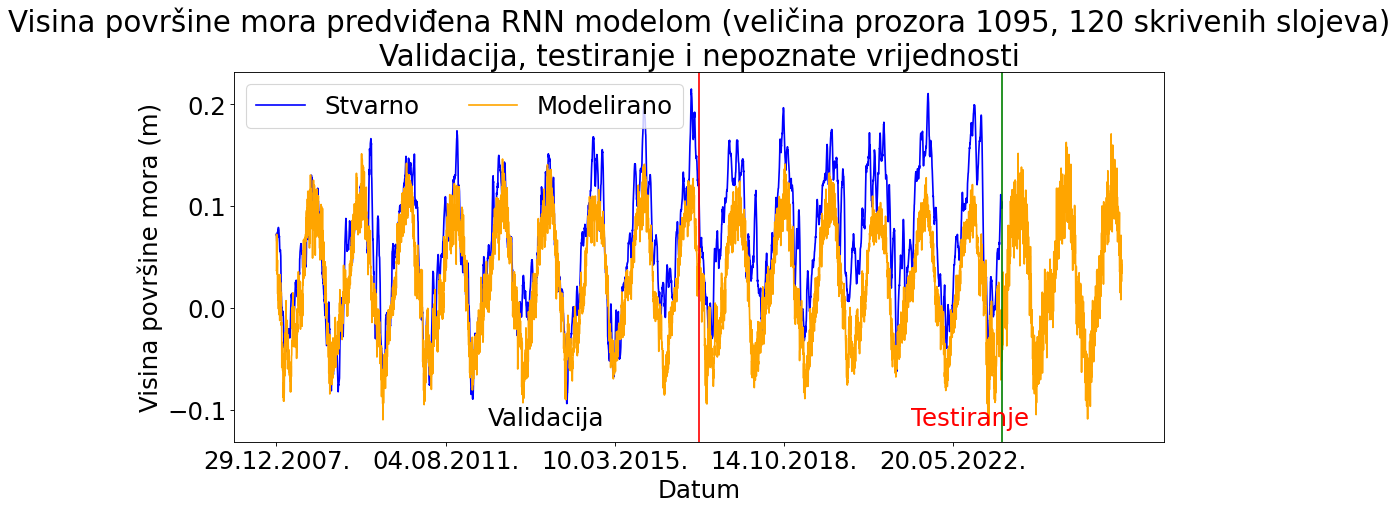 Visina površine mora predviđena RNN modelom (veličina prozora 1095, 120 skrivenih slojeva)
Validacija, testiranje i nepoznate vrijednosti
Stvarno
Modelirano
Visina površine mora (m)
0.2
0.1
0.0
−0.1
Validacija
Testiranje
29.12.2007.
04.08.2011.
10.03.2015.
14.10.2018.
20.05.2022.
Datum